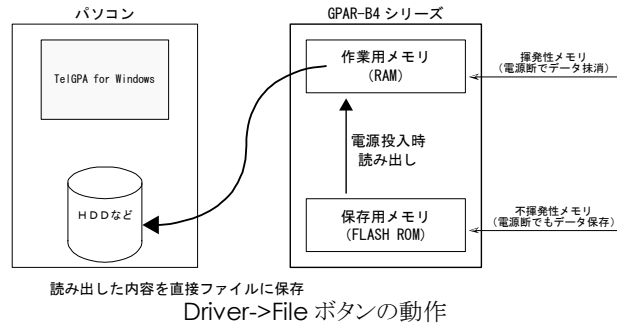 パソコン
GPAR-B4 シリーズ
TelGPA for Windows
作業用メモリ
(RAM)
揮発性メモリ
(電源断でデータ抹消)
電源投入時
読み出し
HDDなど
保存用メモリ
(FLASH ROM)
不揮発性メモリ
(電源断でもデータ保存)
読み出した内容を直接ファイルに保存
Driver->File ボタンの動作